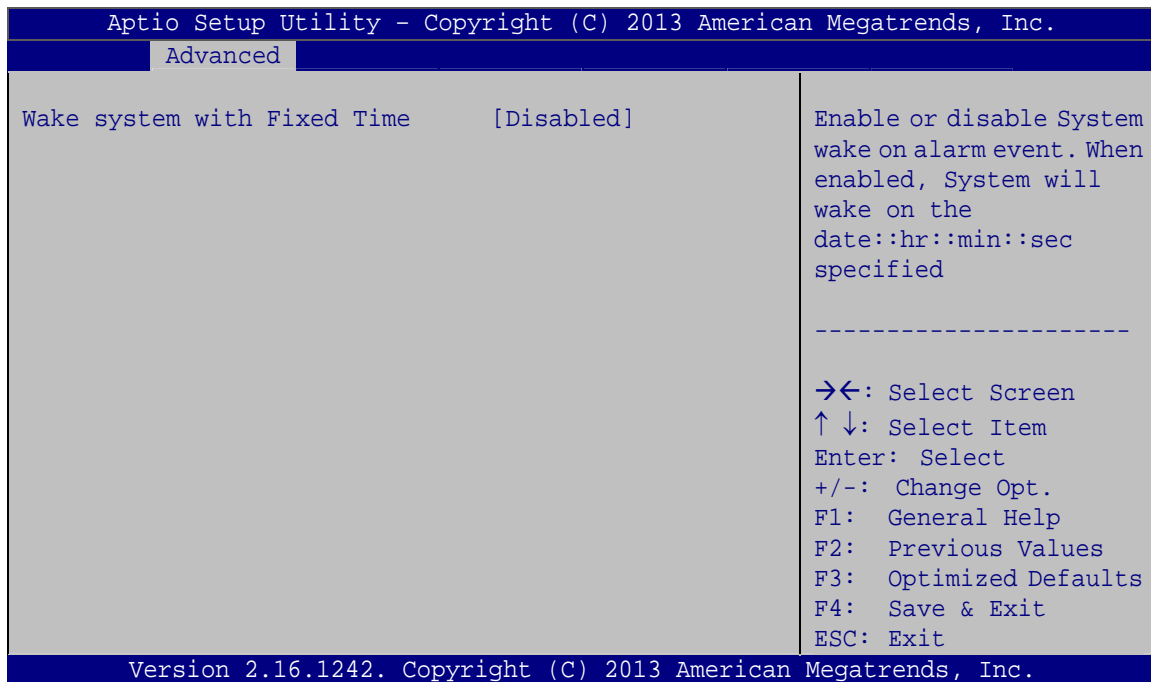 Aptio Setup Utility – Copyright (C) 2013 American Megatrends, Inc.
Advanced
Wake system with Fixed Time [Disabled]
Enable or disable System
wake on alarm event. When
enabled, System will
wake on the
date::hr::min::sec
specified
----------------------
→←: Select Screen
↑ ↓: Select Item
Enter: Select
+/-: Change Opt.
F1: General Help
F2: Previous Values
F3: Optimized Defaults
F4: Save & Exit
ESC: Exit
Version 2.16.1242. Copyright (C) 2013 American Megatrends, Inc.